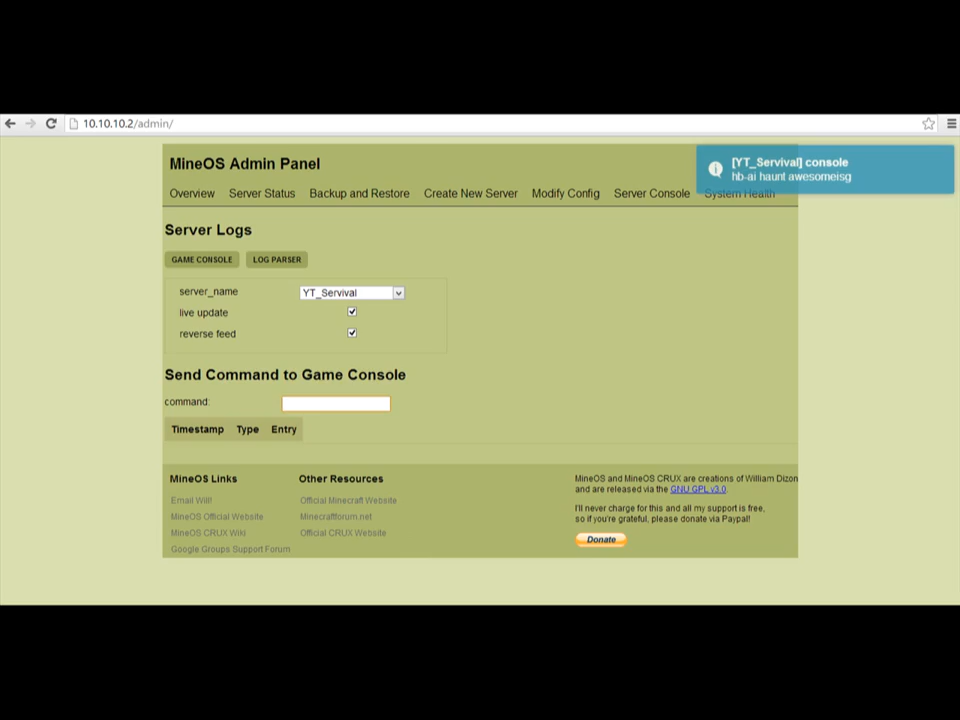 10.10.10.2/admin/
MineOS Admin Panel
[YT_Servival] console
hb-ai haunt awesomeisg
Overview Server Status Backup and Restore Create New Server Modify Config Server Console System Health
Server Logs
GAME CONSOLE LOG PARSER
server_name YT_Servival
live update
reverse feed
Send Command to Game Console
command:
Timestamp Type Entry
MineOS Links
Email Will!
MineOS Official Website
MineOS CRUX Wiki
Google Groups Support Forum
Other Resources
Official Minecraft Website
Minecraftforum.net
Official CRUX Website
MineOS and MineOS CRUX are creations of William Dizon
and are released via the GNU GPL v3.0.
I'll never charge for this and all my support is free,
so if you're grateful, please donate via Paypal!
Donate